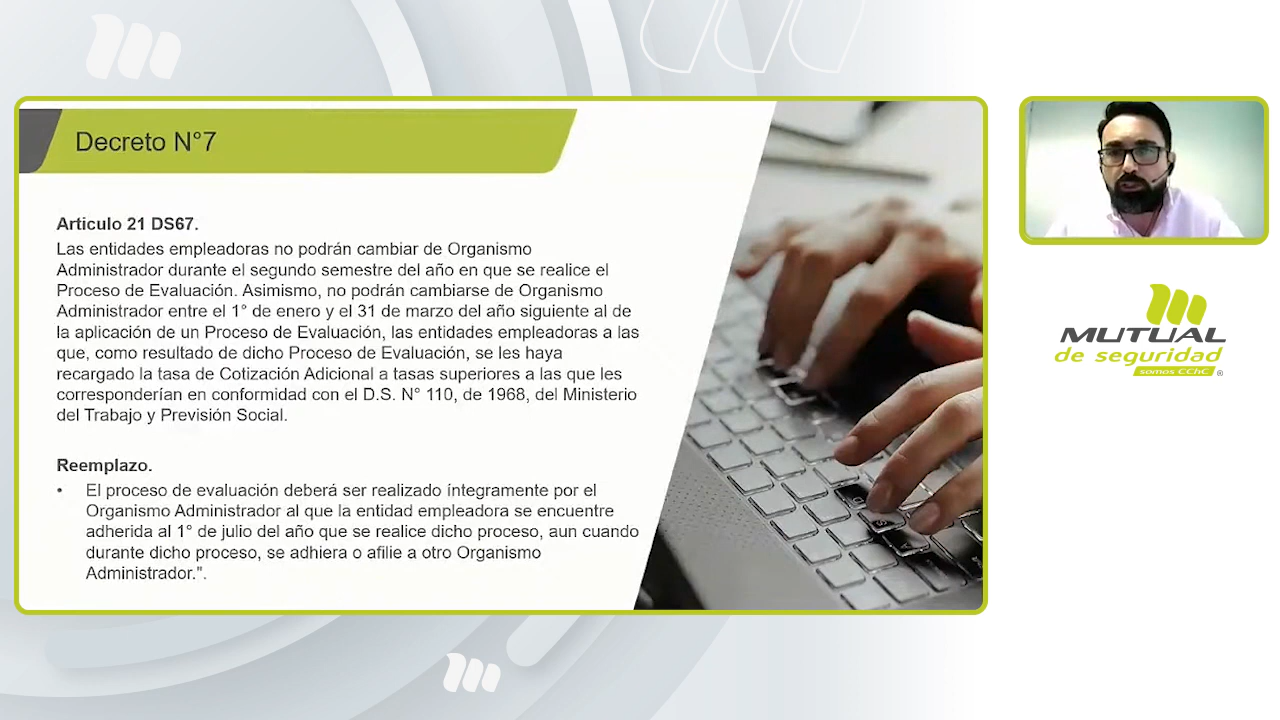 Decreto N°7
Articulo 21 DS67.
Las entidades empleadoras no podrán cambiar de Organismo
Administrador durante el segundo semestre del año en que se realice el
Proceso de Evaluación. Asimismo, no podrán cambiarse de Organismo
Administrador entre el 1° de enero y el 31 de marzo del año siguiente al de
la aplicación de un Proceso de Evaluación, las entidades empleadoras a las
que, como resultado de dicho Proceso de Evaluación, se les haya
recargado la tasa de Cotización Adicional a tasas superiores a las que les
corresponderían en conformidad con el D.S. N° 110, de 1968, del Ministerio
del Trabajo y Previsión Social.
Reemplazo.
• El proceso de evaluación deberá ser realizado íntegramente por el
Organismo Administrador al que la entidad empleadora se encuentre
adherida al 1° de julio del año que se realice dicho proceso, aun cuando
durante dicho proceso, se adhiera o afilie a otro Organismo
Administrador.".
MUTUAL
de seguridad
somos CChC ®